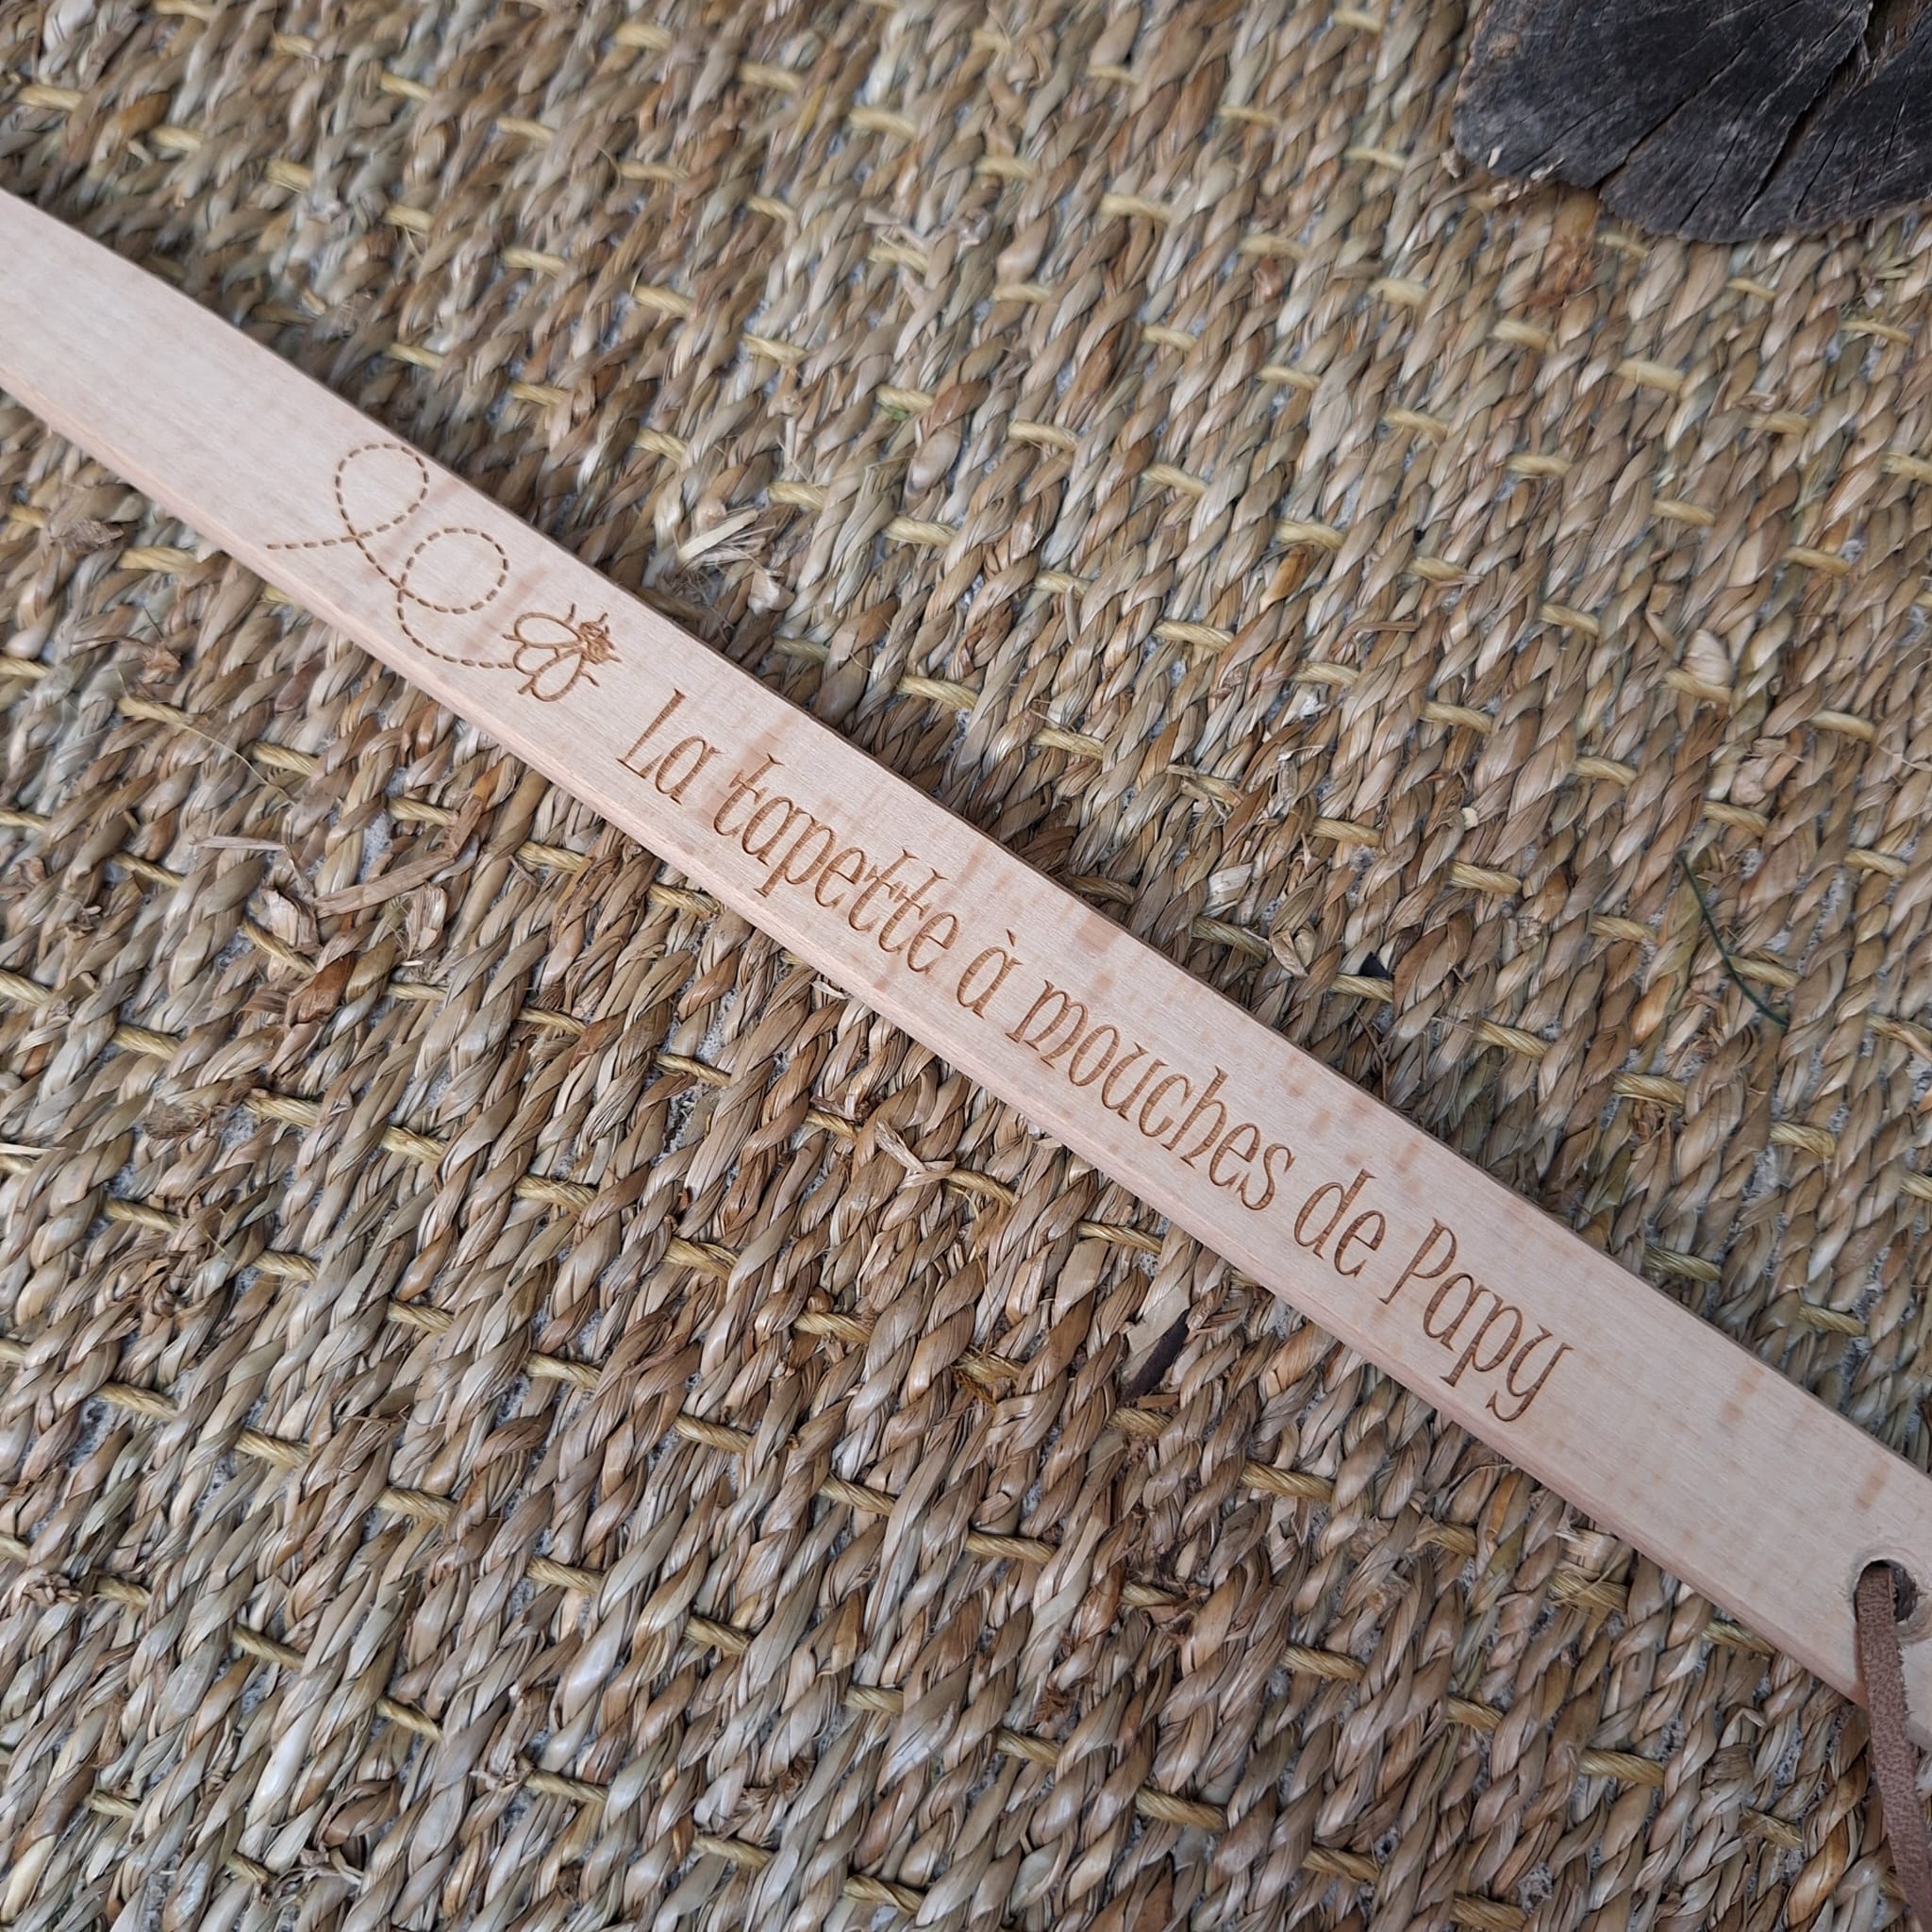 La tapette à mouches de Papy